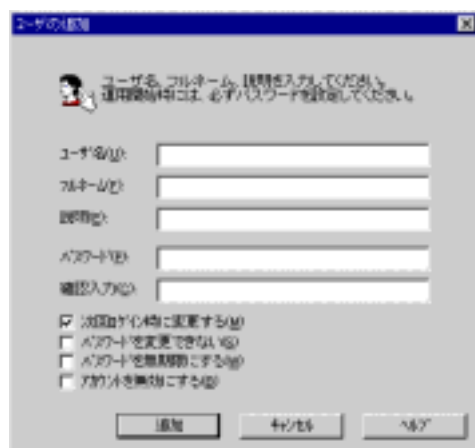 ユーザの追加
ユーザ名、フルネーム、説明を入力してください。
運用開始時には、必ずパスワードを設定してください。
ユーザ名(U):
フルネーム(F):
説明(E):
パスワード(P):
確認入力(C):
次回ログイン時に変更する(M)
パスワードを変更できない(S)
パスワードを無期限にする(W)
アカウントを無効にする(B)
追加
キャンセル
ヘルプ